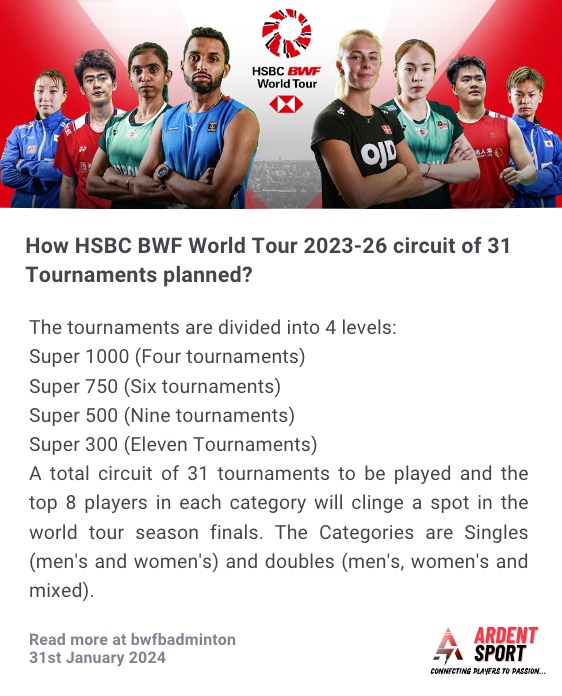 HSBC BWF
World Tour
OJD
How HSBC BWF World Tour 2023-26 circuit of 31
Tournaments planned?
The tournaments are divided into 4 levels:
Super 1000 (Four tournaments)
Super 750 (Six tournaments)
Super 500 (Nine tournaments)
Super 300 (Eleven Tournaments)
A total circuit of 31 tournaments to be played and the
top 8 players in each category will clinge a spot in the
world tour season finals. The Categories are Singles
(men's and women's) and doubles (men's, women's and
mixed).
Read more at bwfbadminton
31st January 2024
ARDENT
SPORT
CONNECTING PLAYERS TO PASSION...